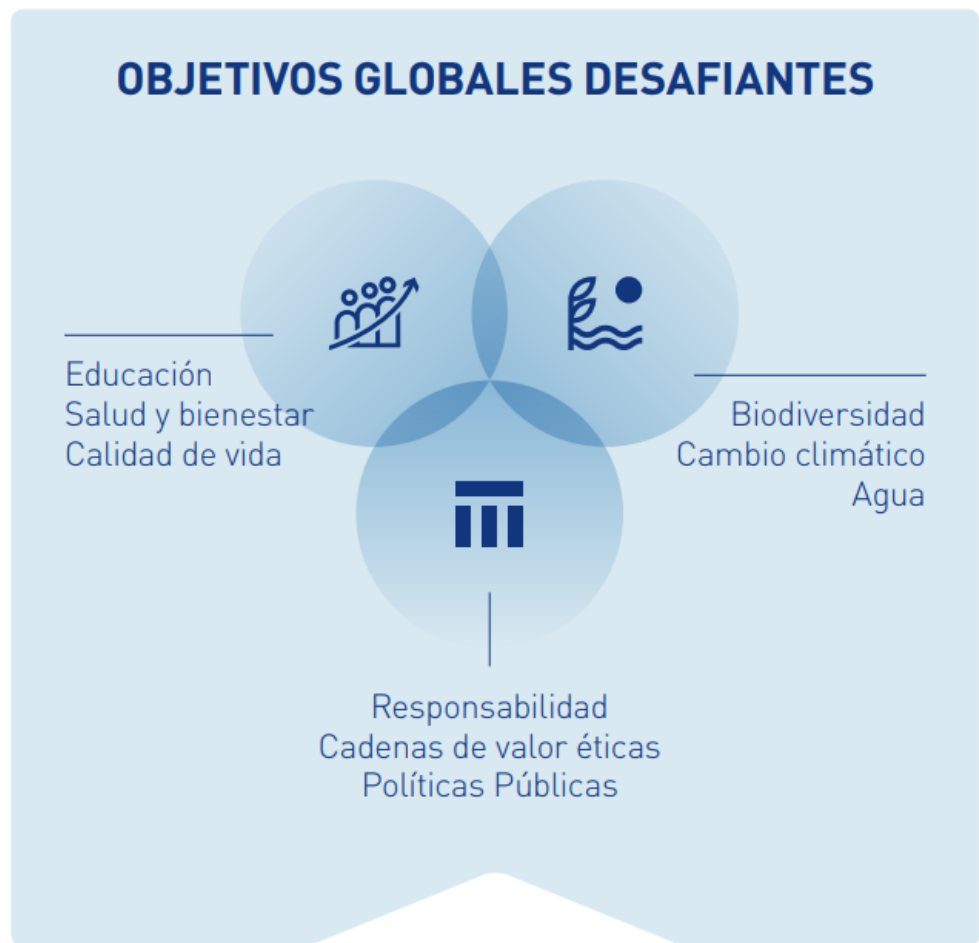 OBJETIVOS GLOBALES DESAFIANTES
Educación
Salud y bienestar
Calidad de vida
Biodiversidad
Cambio climático
Agua
Responsabilidad
Cadenas de valor éticas
Políticas Públicas